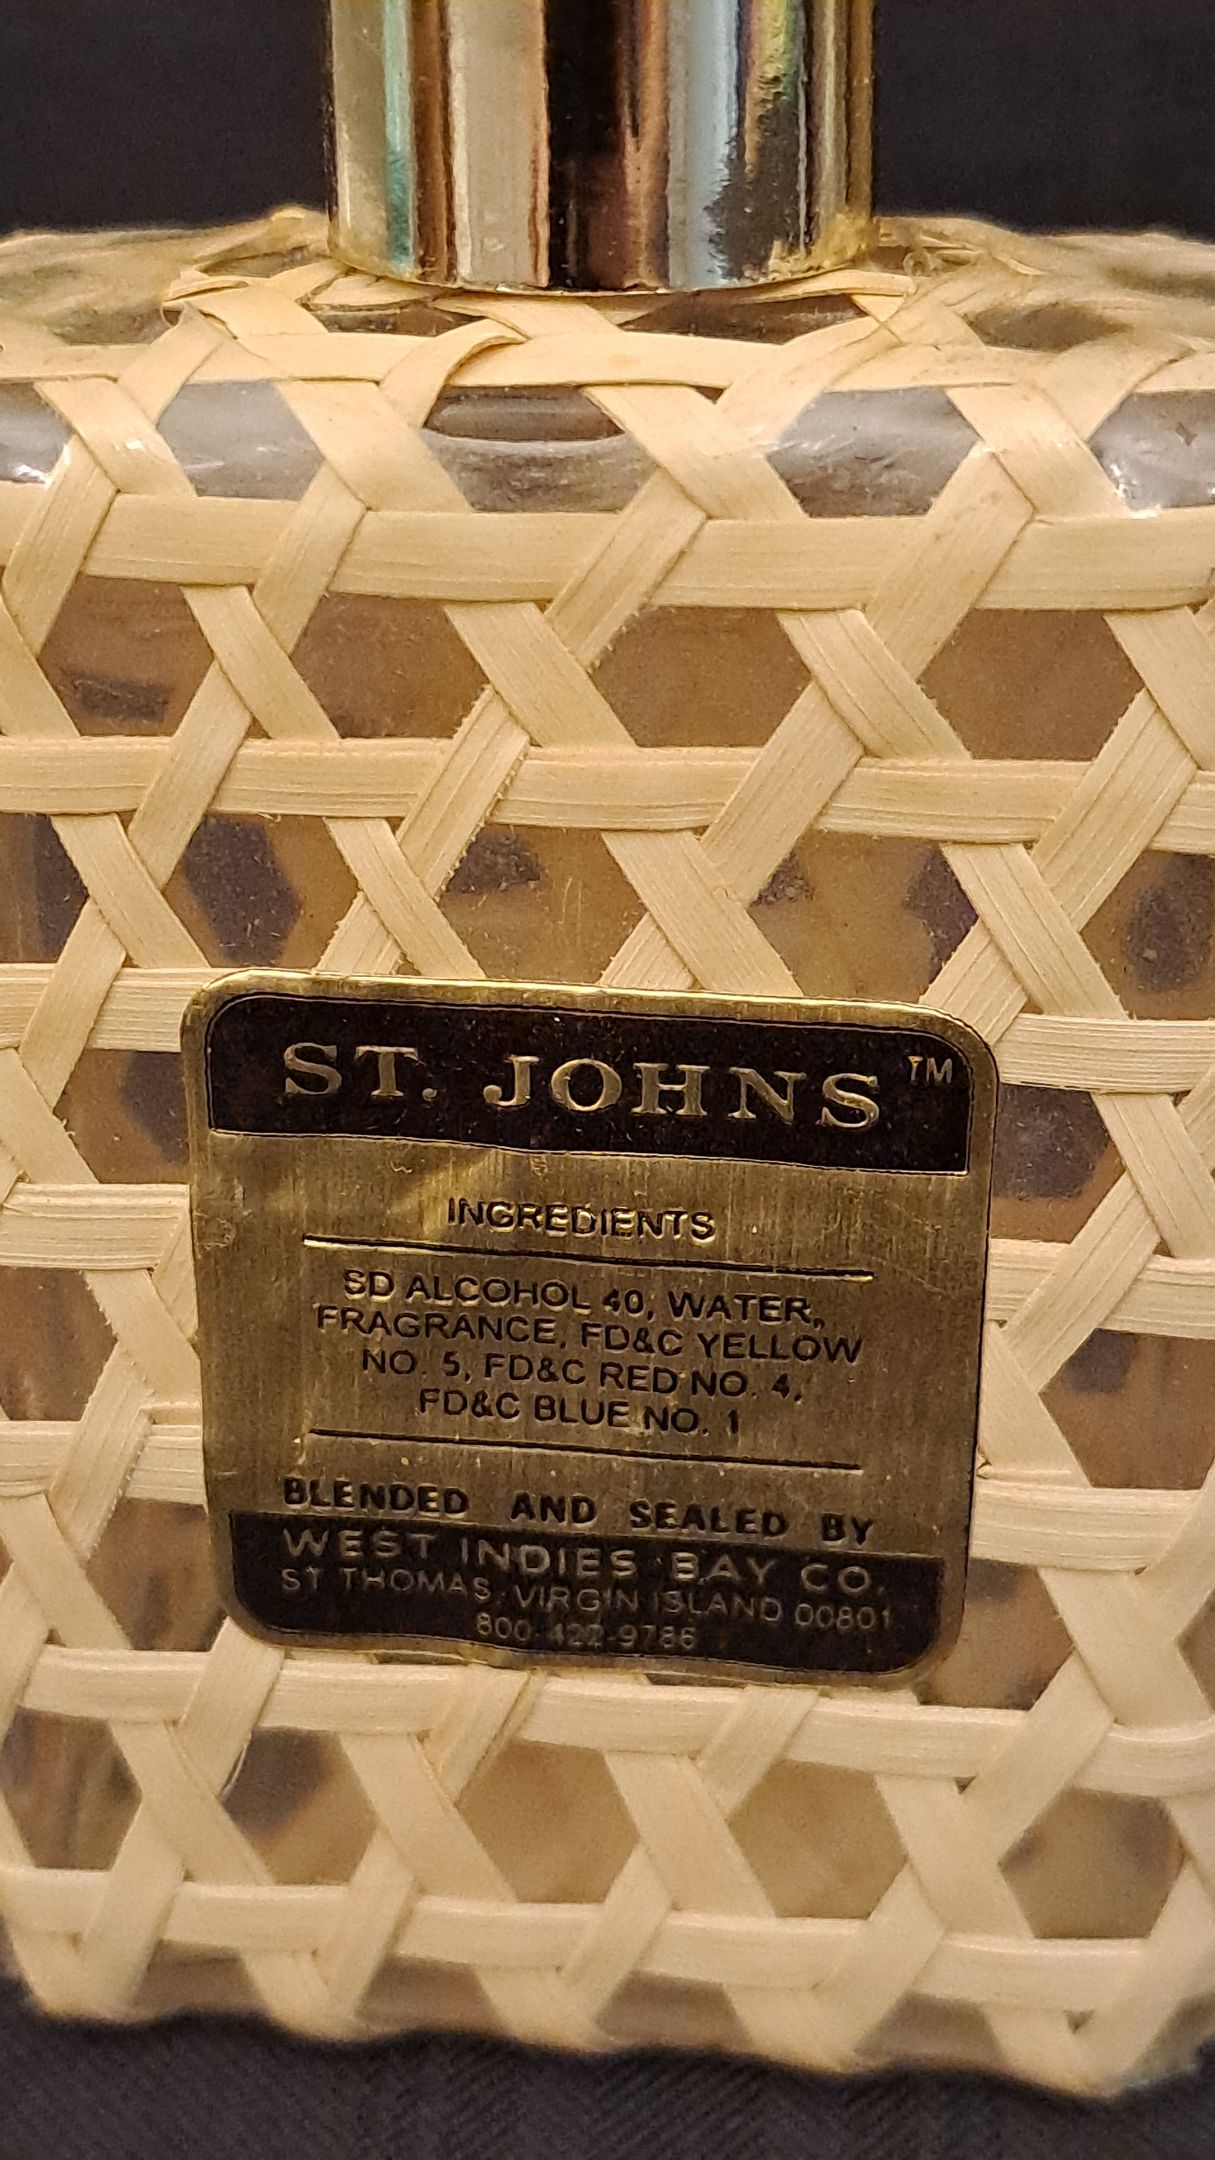 ST. JOHNS™
INGREDIENTS
SD ALCOHOL 40, WATER,
FRAGRANCE, FD&C YELLOW
NO. 5, FD&C RED NO. 4,
FD&C BLUE NO. 1
BLENDED AND SEALED BY
WEST INDIES BAY CO.
ST THOMAS, VIRGIN ISLAND 00801
800-422-9786